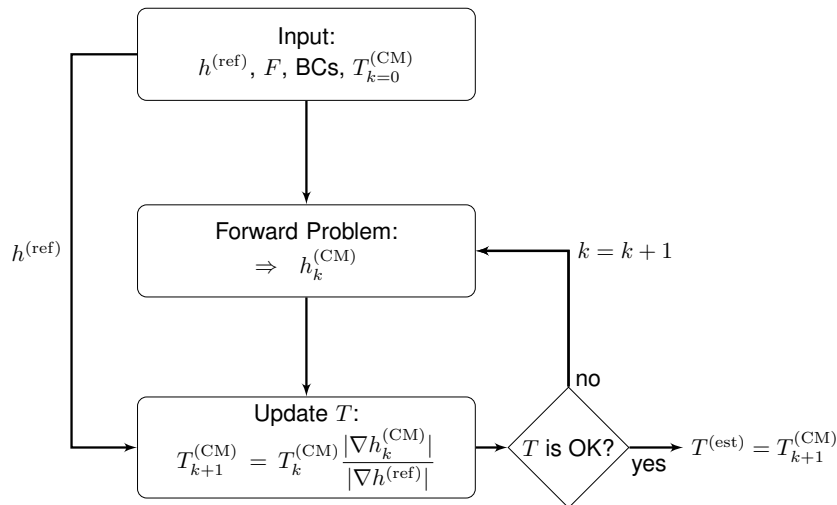 Input:
h^(ref), F, BCs, T_{k=0}^{(CM)}
h^(ref)
Forward Problem:
⇒ h_k^{(CM)}
k = k + 1
no
Update T:
T_{k+1}^{(CM)} = T_k^{(CM)} |∇h_k^{(CM)}| / |∇h^(ref)|
T is OK?
yes
T^(est) = T_{k+1}^{(CM)}